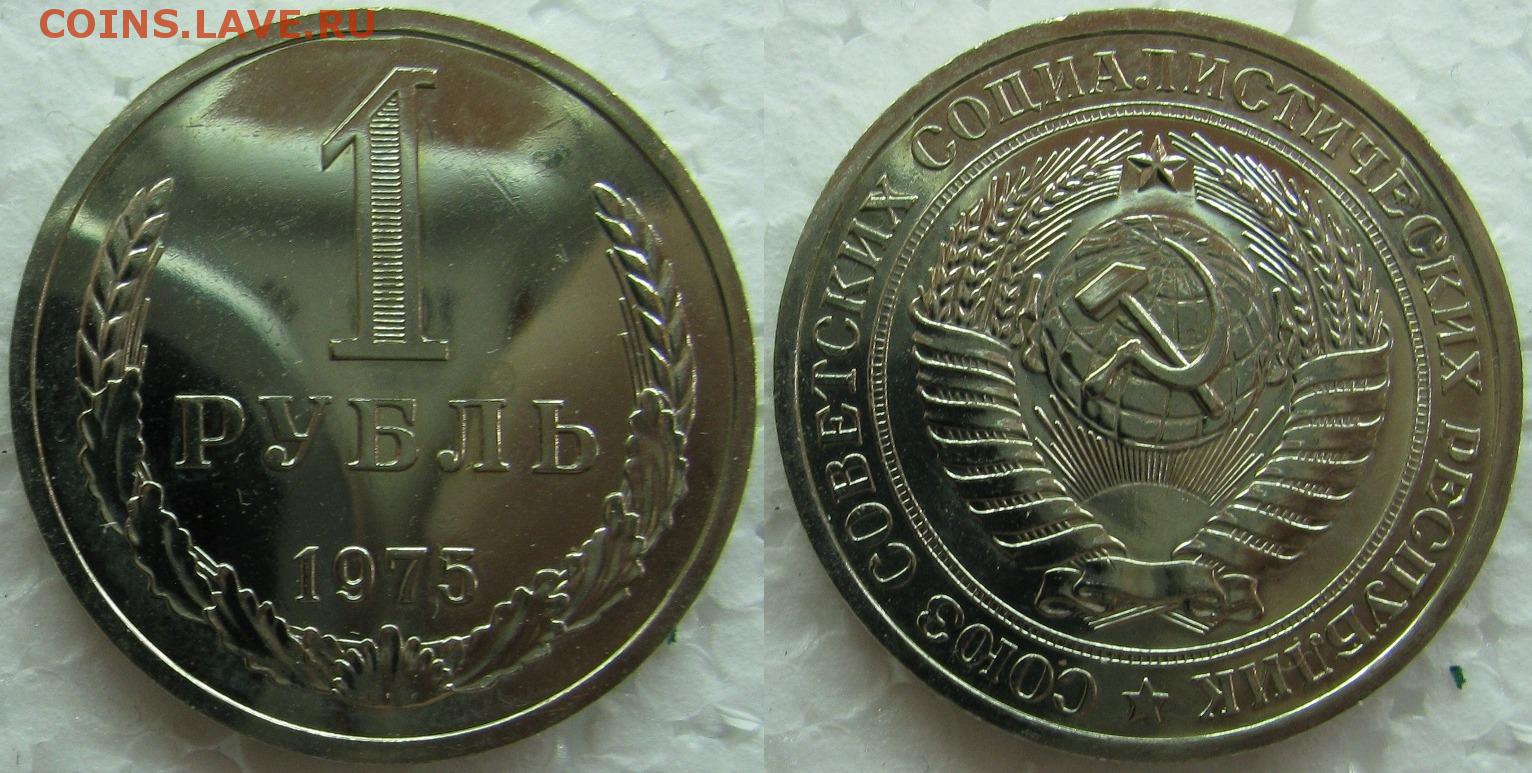 COINS.LAVE.RU
1
РУБЛЬ
1975
СОЮЗ СОВЕТСКИХ СОЦИАЛИСТИЧЕСКИХ РЕСПУБЛИК